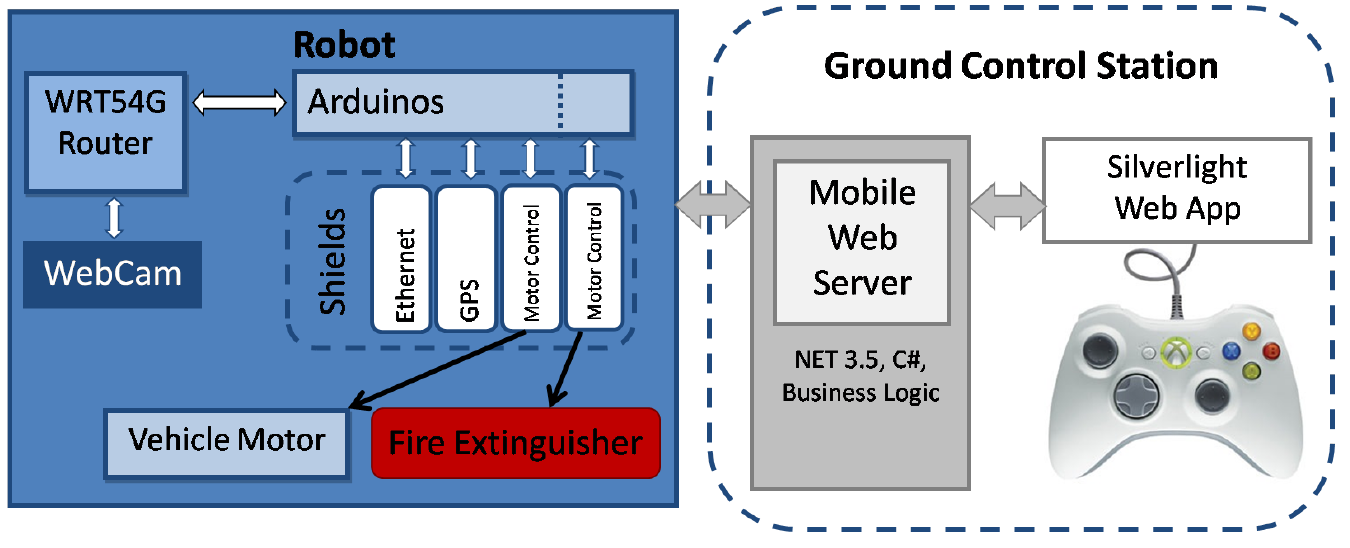 Robot
WRT54G
Router
Arduinos
WebCam
Shields
Ethernet
GPS
Motor Control
Motor Control
Vehicle Motor
Fire Extinguisher
Ground Control Station
Mobile
Web
Server
NET 3.5, C#,
Business Logic
Silverlight
Web App
X
Y
B
A